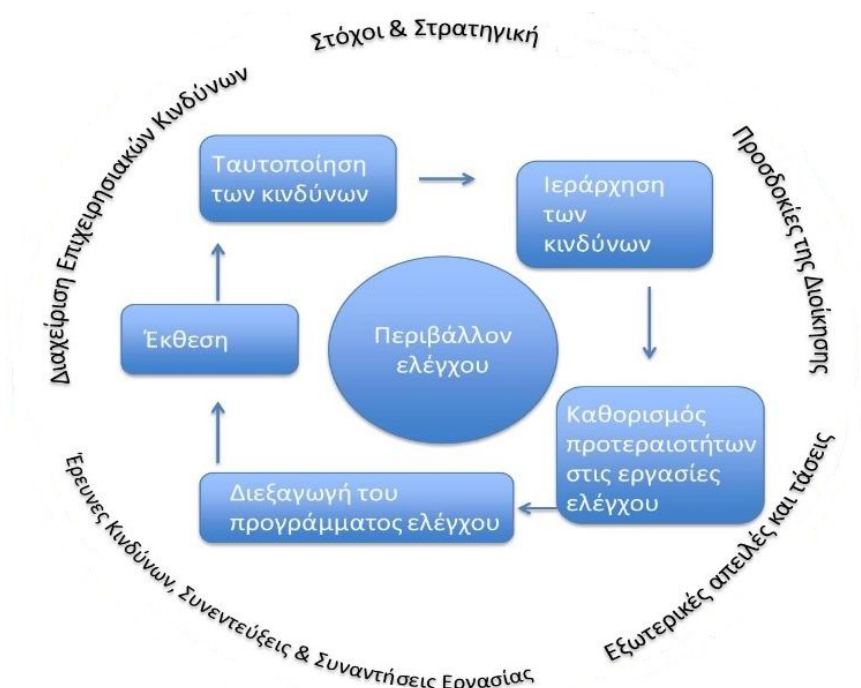 Στόχοι & Στρατηγική
Προσδοκίες της Διοίκησης
Εξωτερικές απειλές και τάσεις
Έρευνες Κινδύνων, Συνεντεύξεις & Συναντήσεις Εργασίας
Διαχείριση Επιχειρησιακών Κινδύνων
Ταυτοποίηση
των κινδύνων
Ιεράρχηση
των
κινδύνων
Καθορισμός
προτεραιοτήτων
στις εργασίες
ελέγχου
Διεξαγωγή του
προγράμματος ελέγχου
Έκθεση
Περιβάλλον
ελέγχου